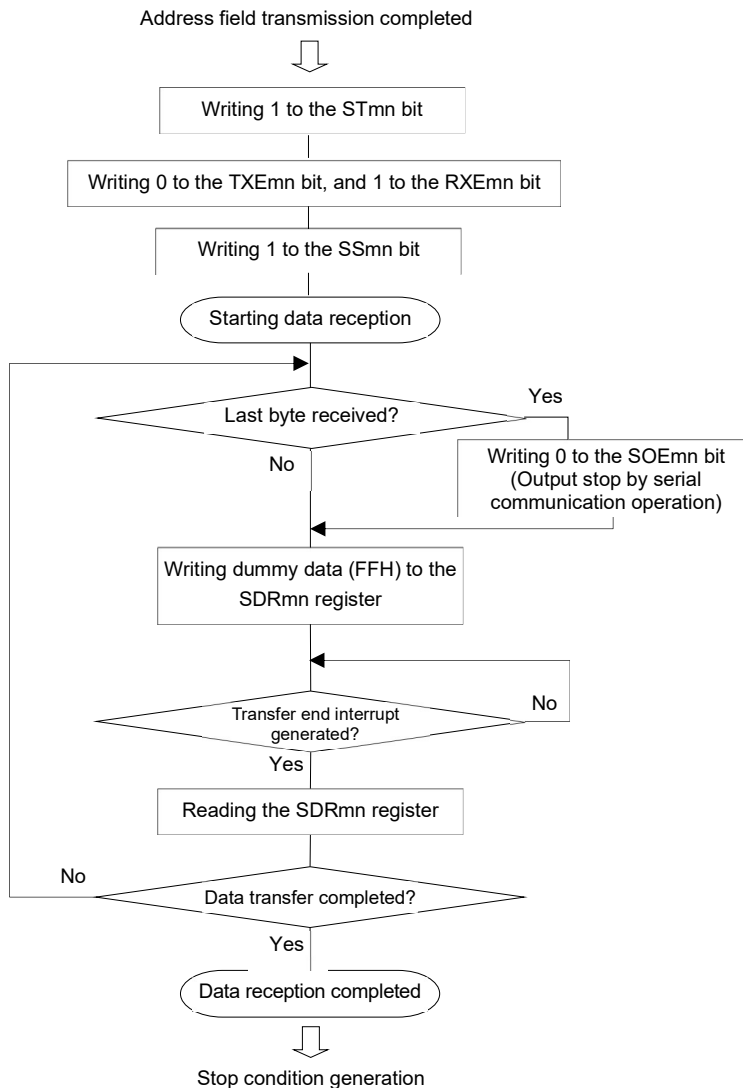 Address field transmission completed
Writing 1 to the STmn bit
Writing 0 to the TXEmn bit, and 1 to the RXEmn bit
Writing 1 to the SSmn bit
Starting data reception
Last byte received?
Yes
No
Writing 0 to the SOEmn bit
(Output stop by serial
communication operation)
Writing dummy data (FFH) to the
SDRmn register
Transfer end interrupt
generated?
No
Yes
Reading the SDRmn register
No
Data transfer completed?
Yes
Data reception completed
Stop condition generation